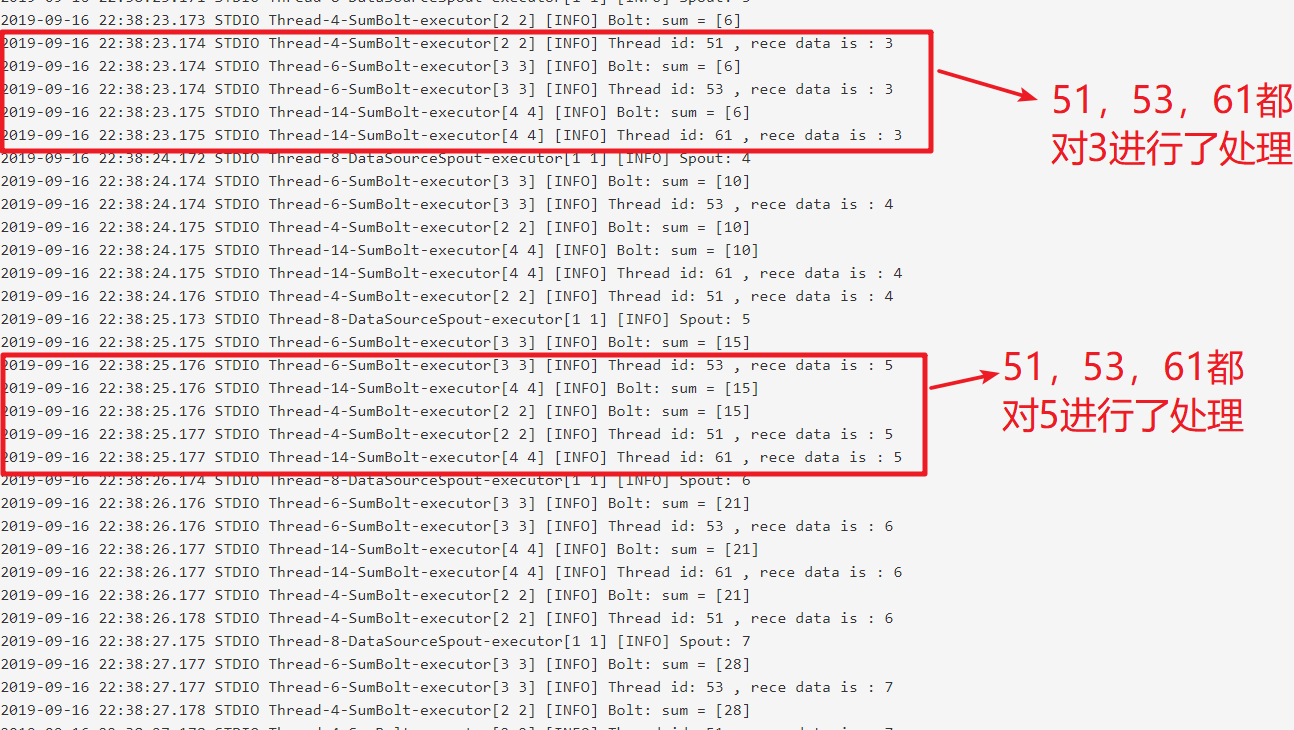 2019-09-16 22:38:23.173 STDIO Thread-4-SumBolt-executor[2 2] [INFO] Bolt: sum = [6]
2019-09-16 22:38:23.174 STDIO Thread-4-SumBolt-executor[2 2] [INFO] Thread id: 51 , rece data is : 3
2019-09-16 22:38:23.174 STDIO Thread-6-SumBolt-executor[3 3] [INFO] Bolt: sum = [6]
2019-09-16 22:38:23.174 STDIO Thread-6-SumBolt-executor[3 3] [INFO] Thread id: 53 , rece data is : 3
2019-09-16 22:38:23.175 STDIO Thread-14-SumBolt-executor[4 4] [INFO] Bolt: sum = [6]
2019-09-16 22:38:23.175 STDIO Thread-14-SumBolt-executor[4 4] [INFO] Thread id: 61 , rece data is : 3
51，53，61都
对3进行了处理
2019-09-16 22:38:24.172 STDIO Thread-8-DataSourceSpout-executor[1 1] [INFO] Spout: 4
2019-09-16 22:38:24.174 STDIO Thread-6-SumBolt-executor[3 3] [INFO] Bolt: sum = [10]
2019-09-16 22:38:24.174 STDIO Thread-6-SumBolt-executor[3 3] [INFO] Thread id: 53 , rece data is : 4
2019-09-16 22:38:24.175 STDIO Thread-4-SumBolt-executor[2 2] [INFO] Bolt: sum = [10]
2019-09-16 22:38:24.175 STDIO Thread-14-SumBolt-executor[4 4] [INFO] Bolt: sum = [10]
2019-09-16 22:38:24.175 STDIO Thread-14-SumBolt-executor[4 4] [INFO] Thread id: 61 , rece data is : 4
2019-09-16 22:38:24.176 STDIO Thread-4-SumBolt-executor[2 2] [INFO] Thread id: 51 , rece data is : 4
2019-09-16 22:38:25.173 STDIO Thread-8-DataSourceSpout-executor[1 1] [INFO] Spout: 5
2019-09-16 22:38:25.175 STDIO Thread-6-SumBolt-executor[3 3] [INFO] Bolt: sum = [15]
2019-09-16 22:38:25.176 STDIO Thread-6-SumBolt-executor[3 3] [INFO] Thread id: 53 , rece data is : 5
2019-09-16 22:38:25.176 STDIO Thread-14-SumBolt-executor[4 4] [INFO] Bolt: sum = [15]
2019-09-16 22:38:25.176 STDIO Thread-4-SumBolt-executor[2 2] [INFO] Bolt: sum = [15]
2019-09-16 22:38:25.177 STDIO Thread-4-SumBolt-executor[2 2] [INFO] Thread id: 51 , rece data is : 5
2019-09-16 22:38:25.177 STDIO Thread-14-SumBolt-executor[4 4] [INFO] Thread id: 61 , rece data is : 5
51，53，61都
对5进行了处理
2019-09-16 22:38:26.174 STDIO Thread-8-DataSourceSpout-executor[1 1] [INFO] Spout: 6
2019-09-16 22:38:26.176 STDIO Thread-6-SumBolt-executor[3 3] [INFO] Bolt: sum = [21]
2019-09-16 22:38:26.176 STDIO Thread-6-SumBolt-executor[3 3] [INFO] Thread id: 53 , rece data is : 6
2019-09-16 22:38:26.177 STDIO Thread-14-SumBolt-executor[4 4] [INFO] Bolt: sum = [21]
2019-09-16 22:38:26.177 STDIO Thread-14-SumBolt-executor[4 4] [INFO] Thread id: 61 , rece data is : 6
2019-09-16 22:38:26.177 STDIO Thread-4-SumBolt-executor[2 2] [INFO] Bolt: sum = [21]
2019-09-16 22:38:26.178 STDIO Thread-4-SumBolt-executor[2 2] [INFO] Thread id: 51 , rece data is : 6
2019-09-16 22:38:27.175 STDIO Thread-8-DataSourceSpout-executor[1 1] [INFO] Spout: 7
2019-09-16 22:38:27.177 STDIO Thread-6-SumBolt-executor[3 3] [INFO] Bolt: sum = [28]
2019-09-16 22:38:27.177 STDIO Thread-6-SumBolt-executor[3 3] [INFO] Thread id: 53 , rece data is : 7
2019-09-16 22:38:27.178 STDIO Thread-4-SumBolt-executor[2 2] [INFO] Bolt: sum = [28]